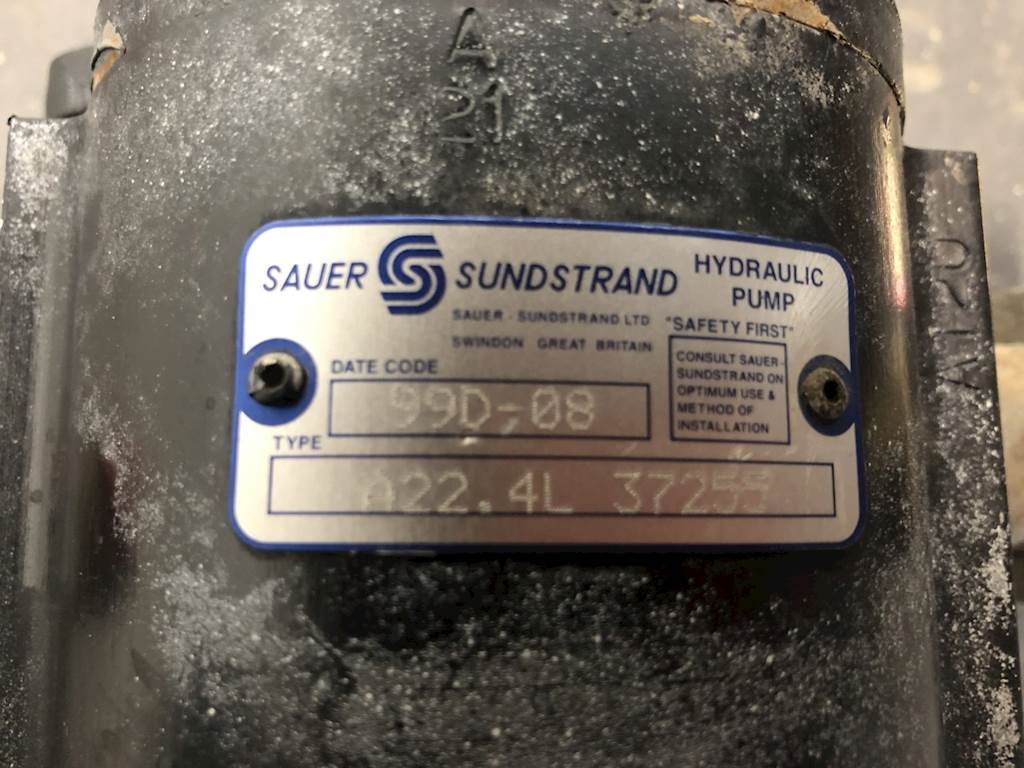 A
21
SAUER SUNDSTRAND
HYDRAULIC
PUMP
SAUER - SUNDSTRAND LTD
SWINDON GREAT BRITAIN
"SAFETY FIRST"
CONSULT SAUER-
SUNDSTRAND ON
OPTIMUM USE &
METHOD OF
INSTALLATION
DATE CODE
99D-08
TYPE
A22.4L 37255